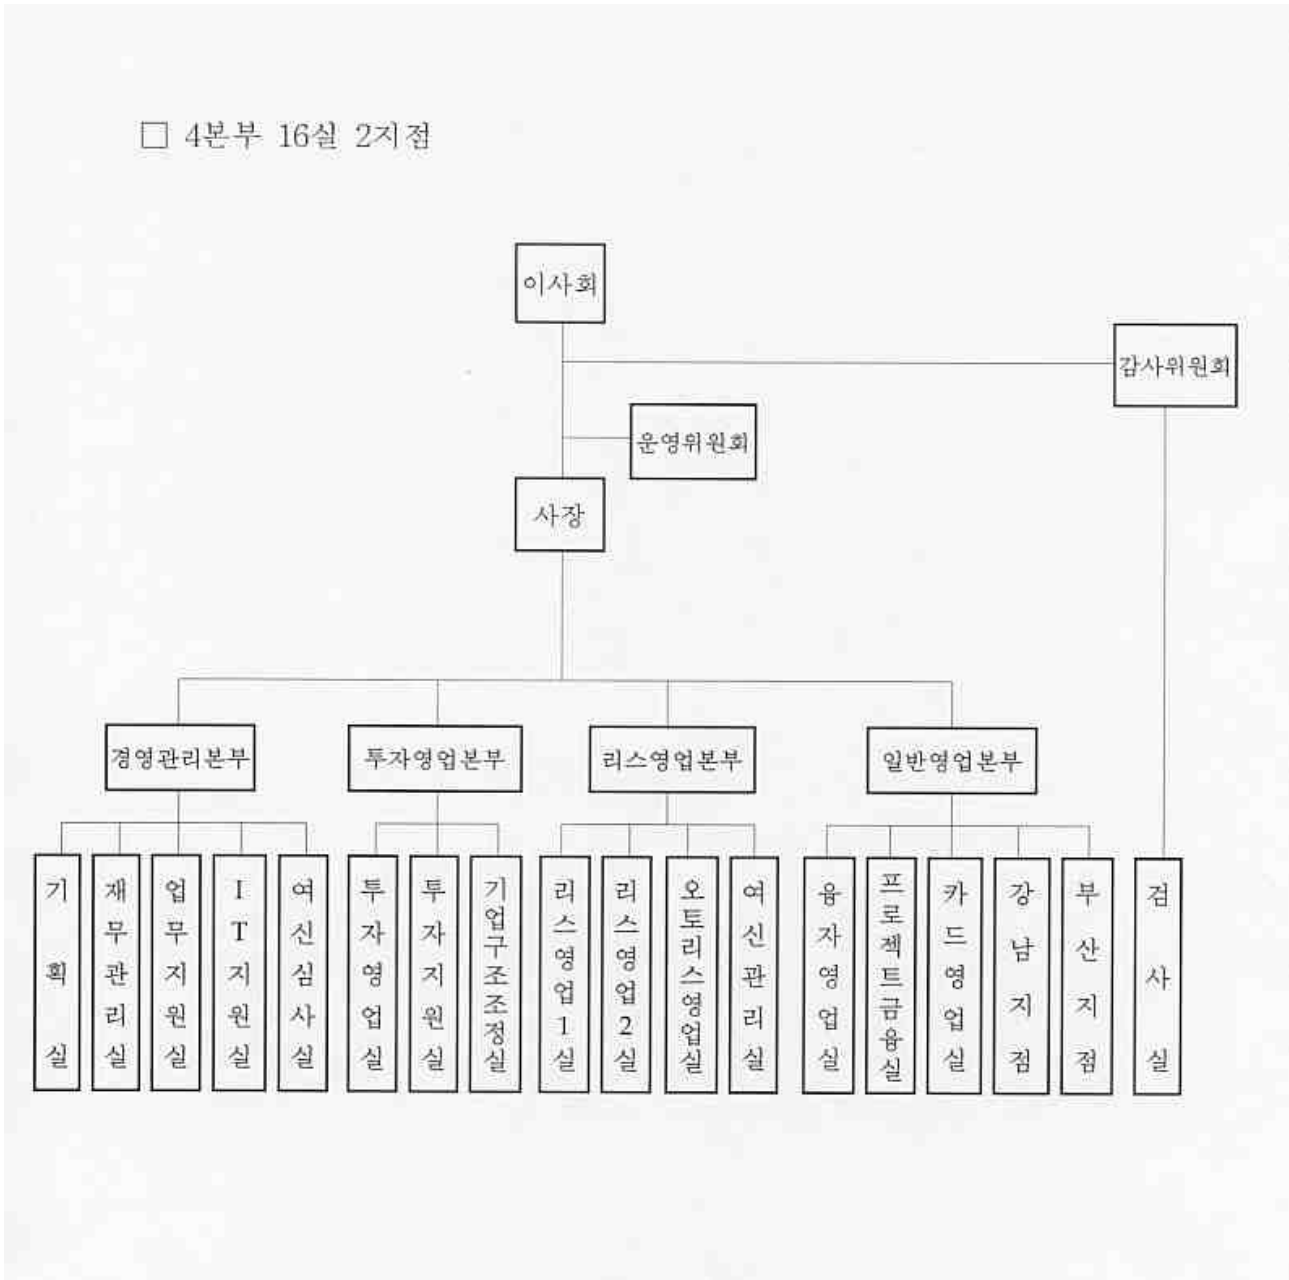 □ 4본부 16실 2지점
이사회
감사위원회
운영위원회
사장
경영관리본부
투자영업본부
리스영업본부
일반영업본부
기획실
재무관리실
업무지원실
IT지원실
여신심사실
투자영업실
투자지원실
기업구조조정실
리스영업1실
리스영업2실
오토리스영업실
여신관리실
융자영업실
프로젝트금융실
카드영업실
강남지점
부산지점
검사실